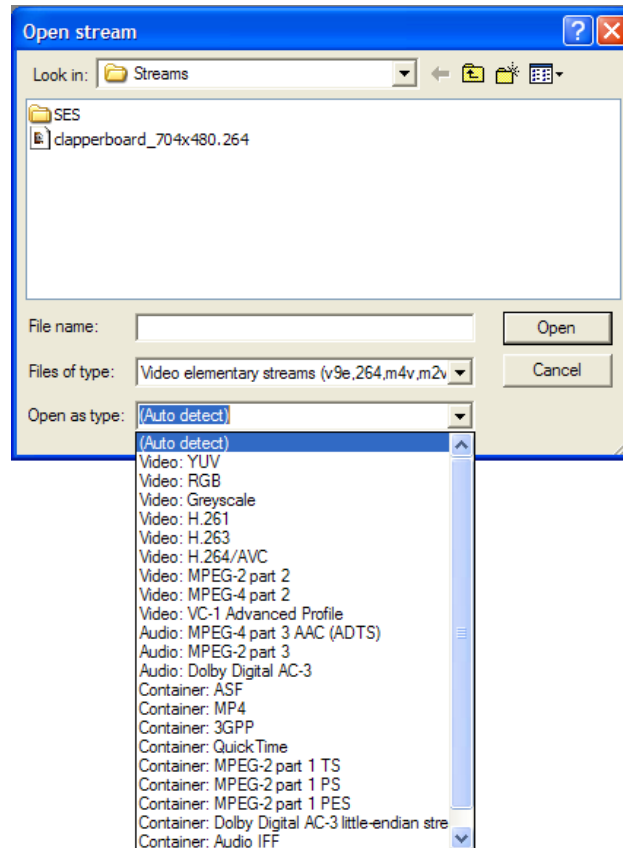 Open stream
Look in: Streams
SES
clapperboard_704x480.264
File name:
Open
Files of type: Video elementary streams (v9e,264,m4v,m2v
Cancel
Open as type: (Auto detect)
(Auto detect)
Video: YUV
Video: RGB
Video: Greyscale
Video: H.261
Video: H.263
Video: H.264/AVC
Video: MPEG-2 part 2
Video: MPEG-4 part 2
Video: VC-1 Advanced Profile
Audio: MPEG-4 part 3 AAC (ADTS)
Audio: MPEG-2 part 3
Audio: Dolby Digital AC-3
Container: ASF
Container: MP4
Container: 3GPP
Container: QuickTime
Container: MPEG-2 part 1 TS
Container: MPEG-2 part 1 PS
Container: MPEG-2 part 1 PES
Container: Dolby Digital AC-3 little-endian stre
Container: Audio IFF